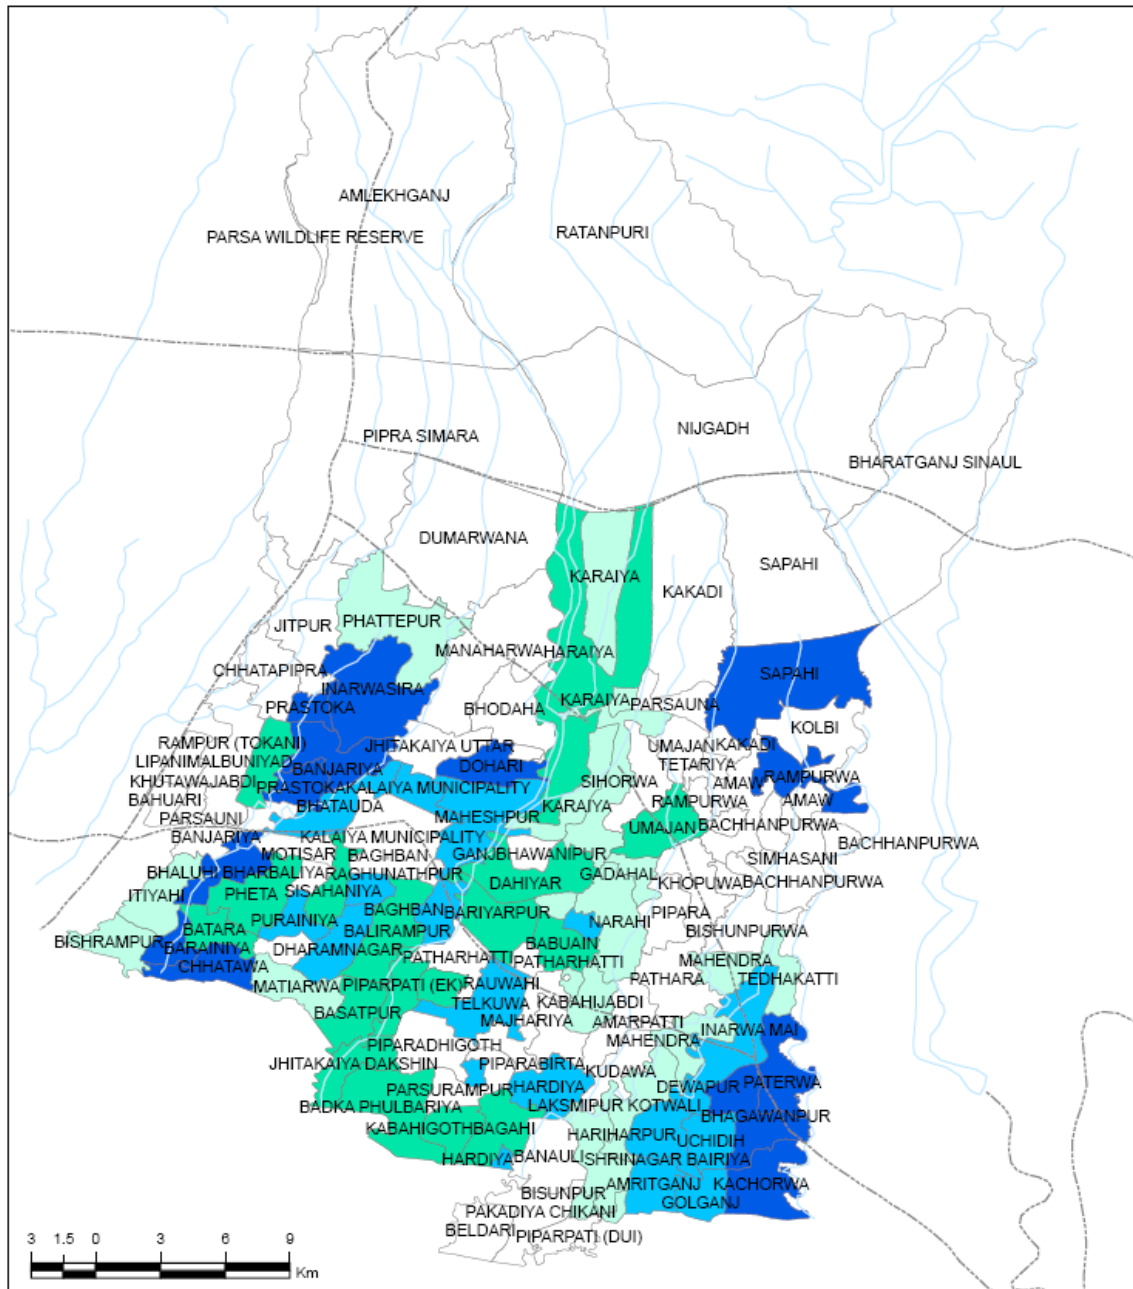 AMLEKHGANJ
RATANPURI
PARSA WILDLIFE RESERVE
NIJGADH
PIPRA SIMARA
BHARATGANJ SINAUL
DUMARWANA
SAPAHI
KARAIYA
KAKADI
PHATTEPUR
JITPUR
MANAHARWA
HARAIYA
CHHATAPIPRA
SAPAHI
INARWASIRA
KARAIYA
PARSAUNA
PRASTOKA
BHODAHA
KOLBI
RAMPUR (TOKANI)
JHITAKAIYA UTTAR
UMAJAN
KAKADI
LIPANIMALBUNIYAD
DOHARI
TETARIYA
BANJARIYA
SIHORWA
AMAW
RAMPURWA
KHUTAWAJABDI
PRASTOKA
KALAIYA MUNICIPALITY
BAHUARI
BHATAUDA
KARAIYA
RAMPURWA
AMAW
PARSAUNI
MAHESHPUR
UMAJAN
BACHHANPURWA
BANJARIYA
KALAIYA MUNICIPALITY
BACHHANPURWA
MOTISAR
BAGHBAN
GANJ BHAWANIPUR
SIMHASANI
BHALUHI BHARBALIYA
RAGHUNATHPUR
GADAHAL
ITIYAHI
PHETA
SISAHANIYA
DAHIYAR
KHOPUWA
BACHHANPURWA
BAGHBAN
BARIYARPUR
PIPARA
PURAINIYA
NARAHI
BATARA
BALIRAMPUR
BISHUNPURWA
BISHRAMPUR
BARAINIYA
DHARAMNAGAR
BABUAIN
PATHARHATTI
PATHARHATTI
MAHENDRA
CHHATAWA
PATHARA
TEDHAKATTI
MATIARWA
PIPARPATI (EK)
RAUWAHI
TELKUWA
KABAHIJABDI
BASATPUR
MAJHARIYA
AMARPATTI
INARWA MAI
MAHENDRA
PIPARADHIGOTH
JHITAKAIYA DAKSHIN
PIPARABIRTA
KUDAWA
PARSURAMPUR
HARDIYA
DEWAPUR
PATERWA
BADKA PHULBARIYA
LAKSMIPUR KOTWALI
BHAGAWANPUR
KABAHIGOTH
BAGAHI
HARIHARPUR
UCHIDIH
HARDIYA
BANAULI
SHRINAGAR BAIRIYA
BISUNPUR
AMRITGANJ
KACHORWA
PAKADIYA CHIKANI
GOLGANJ
BELDARI
PIPARPATI (DUI)
3 1.5 0 3 6 9
Km